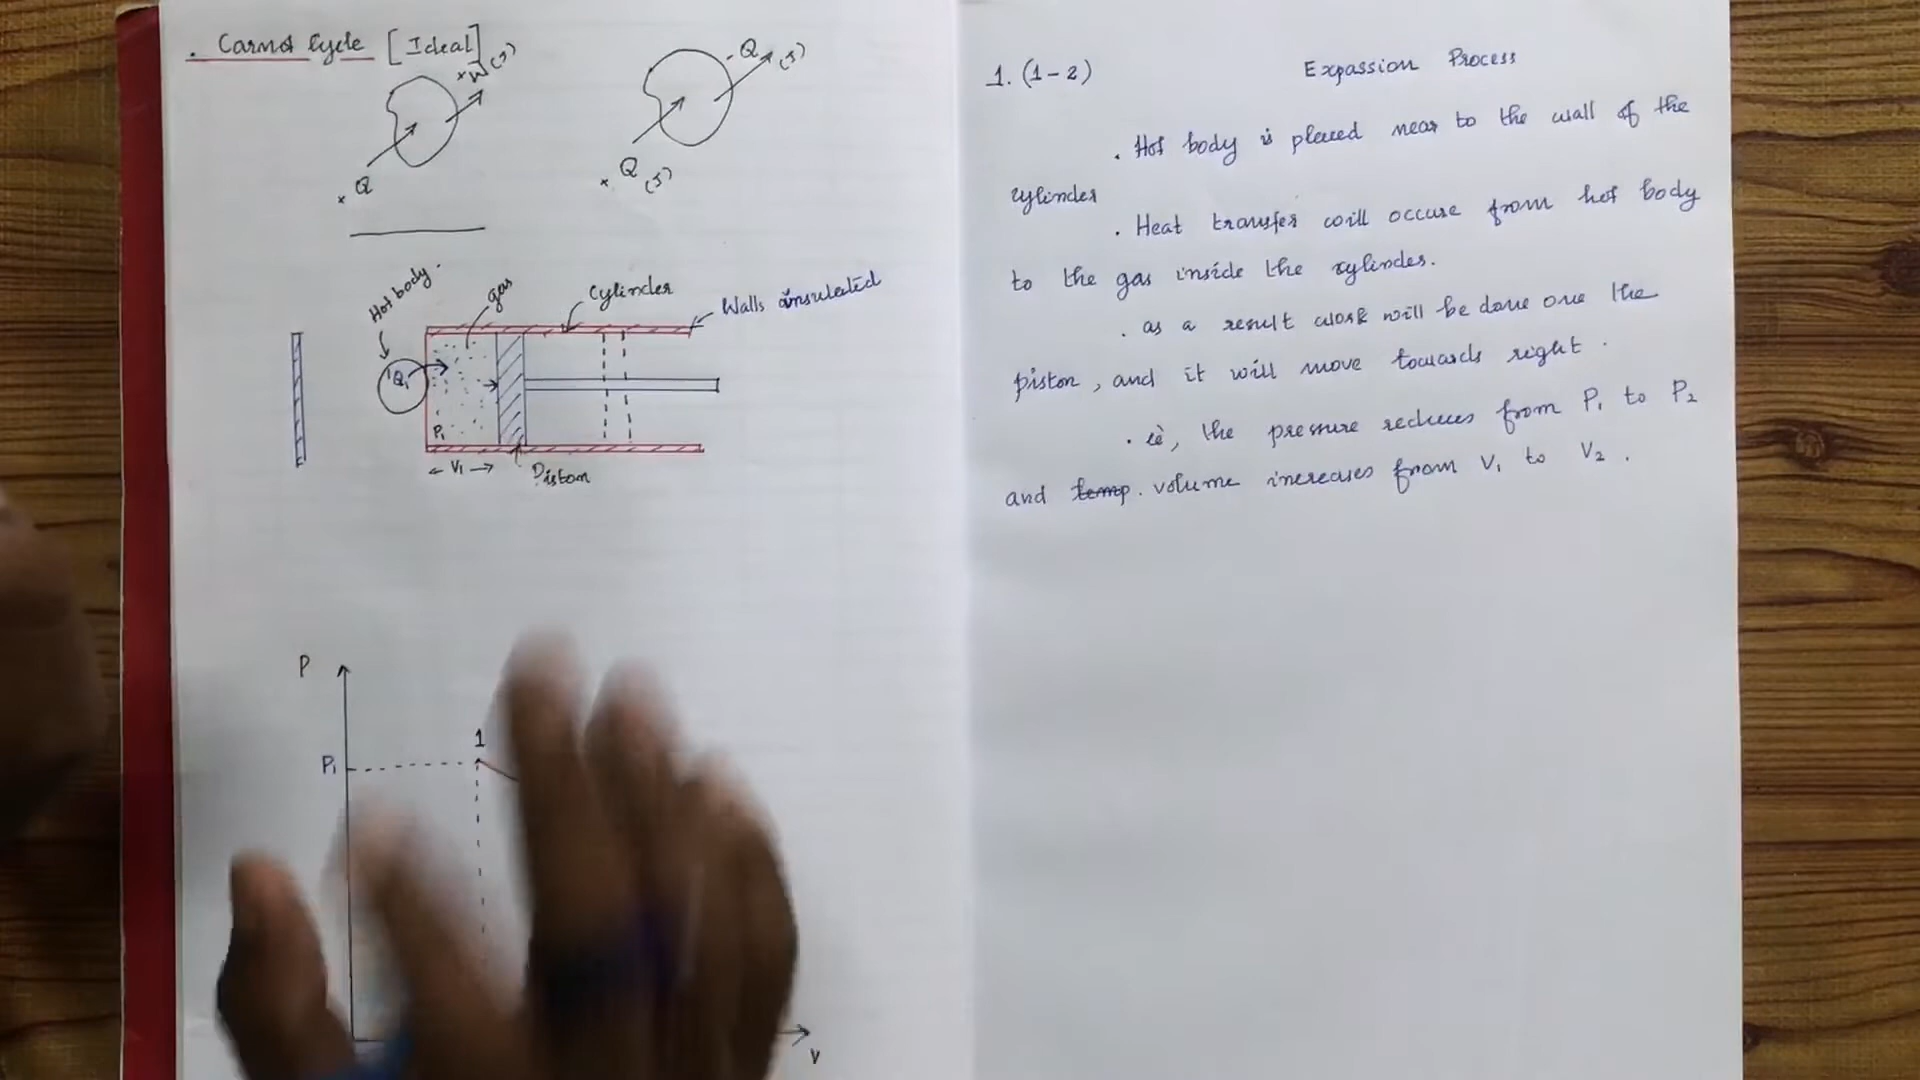 . Carnot Cycle [Ideal]
+W (J)
+ Q
- Q (J)
+ Q (J)
Hot body.
gas
Cylinder
Walls insulated
Q1
P1
← V1 →
Piston
P
1
P1
V
1. (1-2) Expassion Process
. Hot body is placed near to the wall of the
cylinder
. Heat transfer will occure from hot body
to the gas inside the cylinder.
. as a result work will be done one the
piston, and it will move towards right.
. ie, the pressure reduces from P1 to P2
and temp. volume increases from V1 to V2.